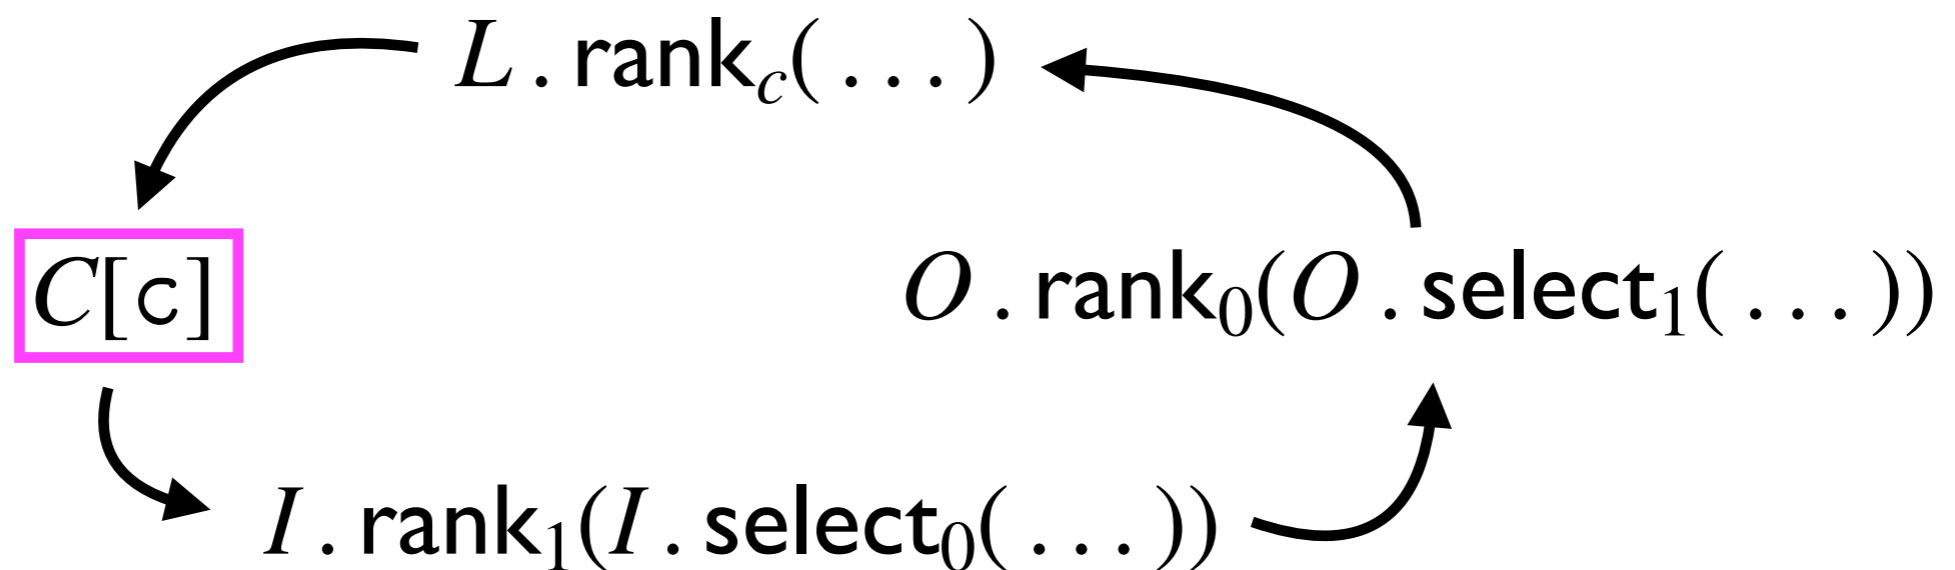 L . rank_c(...)
C[c]
O . rank_0(O . select_1(...))
I . rank_1(I . select_0(...))